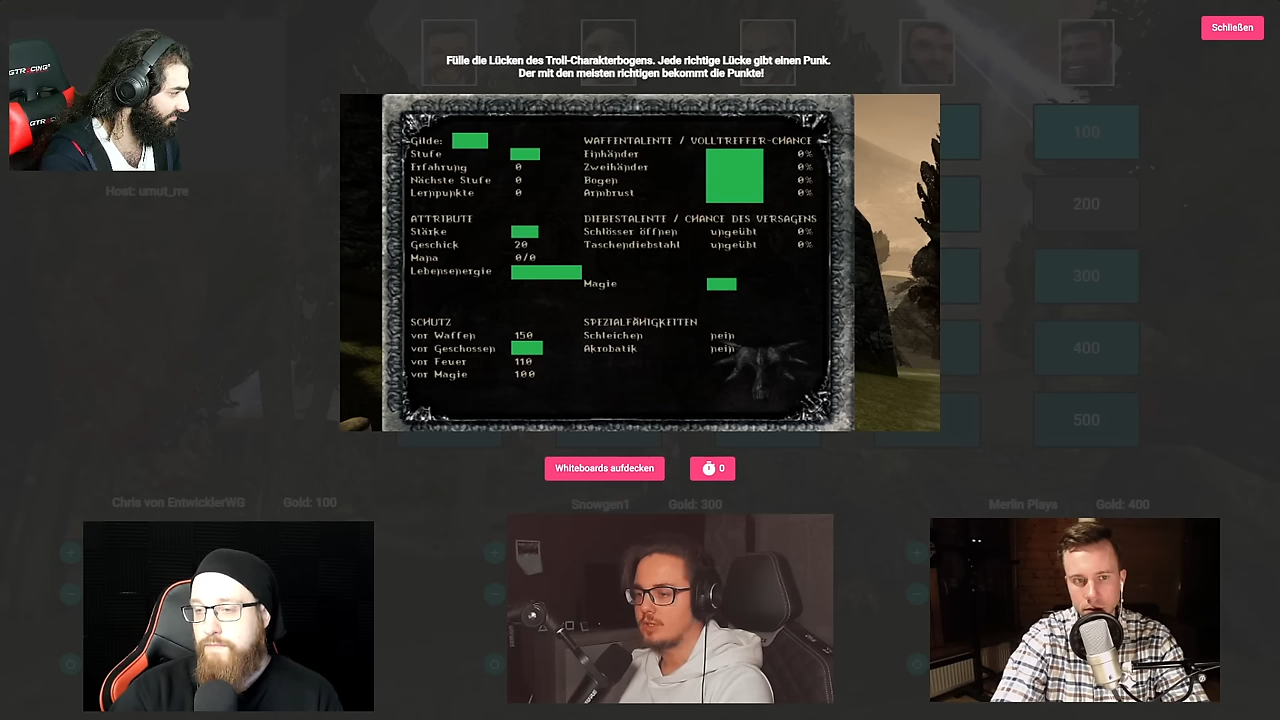 Schließen
Fülle die Lücken des Troll-Charakterbogens. Jede richtige Lücke gibt einen Punk.
Der mit den meisten richtigen bekommt die Punkte!
GTRACING
GTR
Host: umut_rre
Gilde:
Stufe
Erfahrung 0
Nächste Stufe 0
Lernpunkte 0
ATTRIBUTE
Stärke
Geschick 20
Mana 0/0
Lebensenergie
SCHUTZ
vor Waffen 150
vor Geschossen
vor Feuer 110
vor Magie 100
WAFFENTALENTE / VOLLTREFFER-CHANCE
Einhänder 0%
Zweihänder 0%
Bogen 0%
Armbrust 0%
DIEBESTALENTE / CHANCE DES VERSAGENS
Schlösser öffnen ungeübt 0%
Taschendiebstahl ungeübt 0%
Magie
SPEZIALFÄHIGKEITEN
Schleichen nein
Akrobatik nein
100
200
300
400
500
Whiteboards aufdecken
0
Chris von EntwicklerWG Gold: 100
Snowgen1 Gold: 300
Merlin Plays Gold: 400